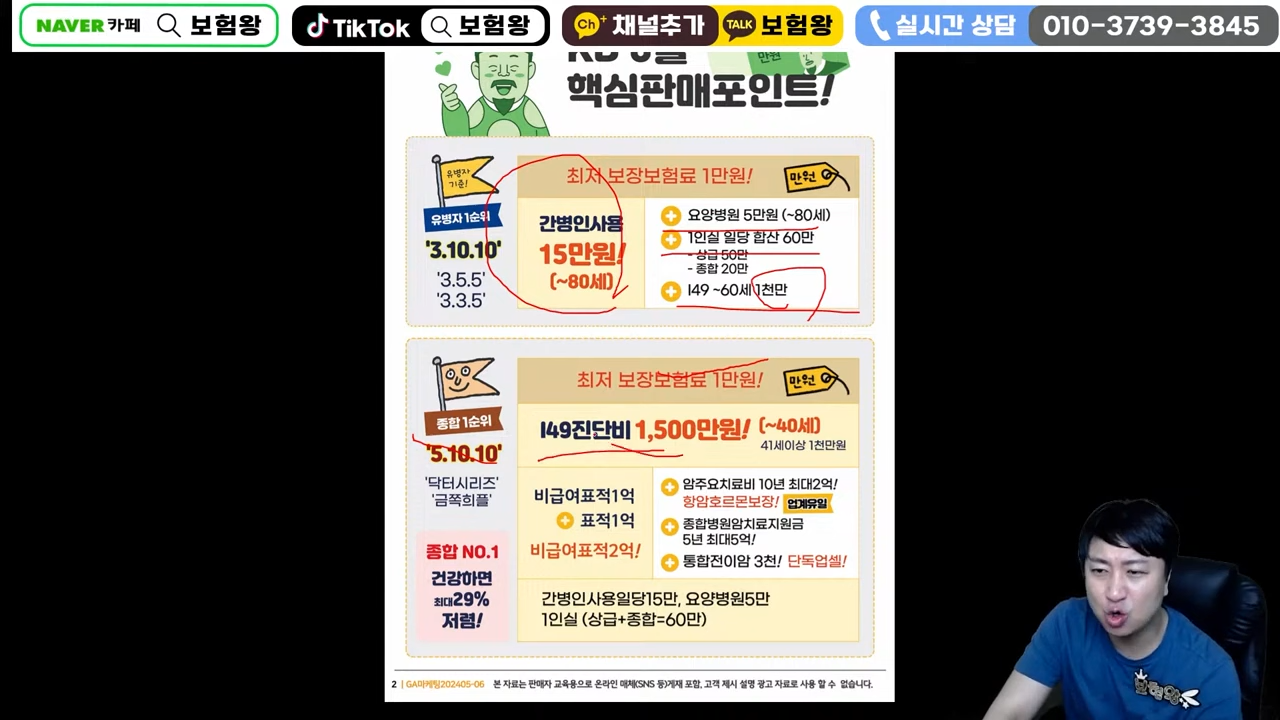 NAVER 카페 보험왕
TikTok 보험왕
Ch+ 채널추가 TALK 보험왕
실시간 상담 010-3739-3845
만원
핵심판매포인트!
유병자
기준!
유병자 1순위
'3.10.10'
'3.5.5'
'3.3.5'
최저 보장보험료 1만원!
만원
간병인사용
15만원!
(~80세)
요양병원 5만원 (~80세)
1인실 일당 합산 60만
- 상급 50만
- 종합 20만
I49 ~60세 1천만
종합 1순위
'5.10.10'
'닥터시리즈'
'금쪽희플'
종합 NO.1
건강하면
최대29%
저렴!
최저 보장보험료 1만원!
만원
I49진단비 1,500만원! (~40세)
41세이상 1천만원
비급여표적1억
표적1억
비급여표적2억!
암주요치료비 10년 최대2억!
항암호르몬보장! 업계유일
종합병원암치료지원금
5년 최대5억!
통합전이암 3천! 단독업셀!
간병인사용일당15만, 요양병원5만
1인실 (상급+종합=60만)
2 | GA마케팅202405-06 본 자료는 판매자 교육용으로 온라인 매체(SNS 등)게재 포함, 고객 제시 설명 광고 자료로 사용 할 수 없습니다.
보험왕